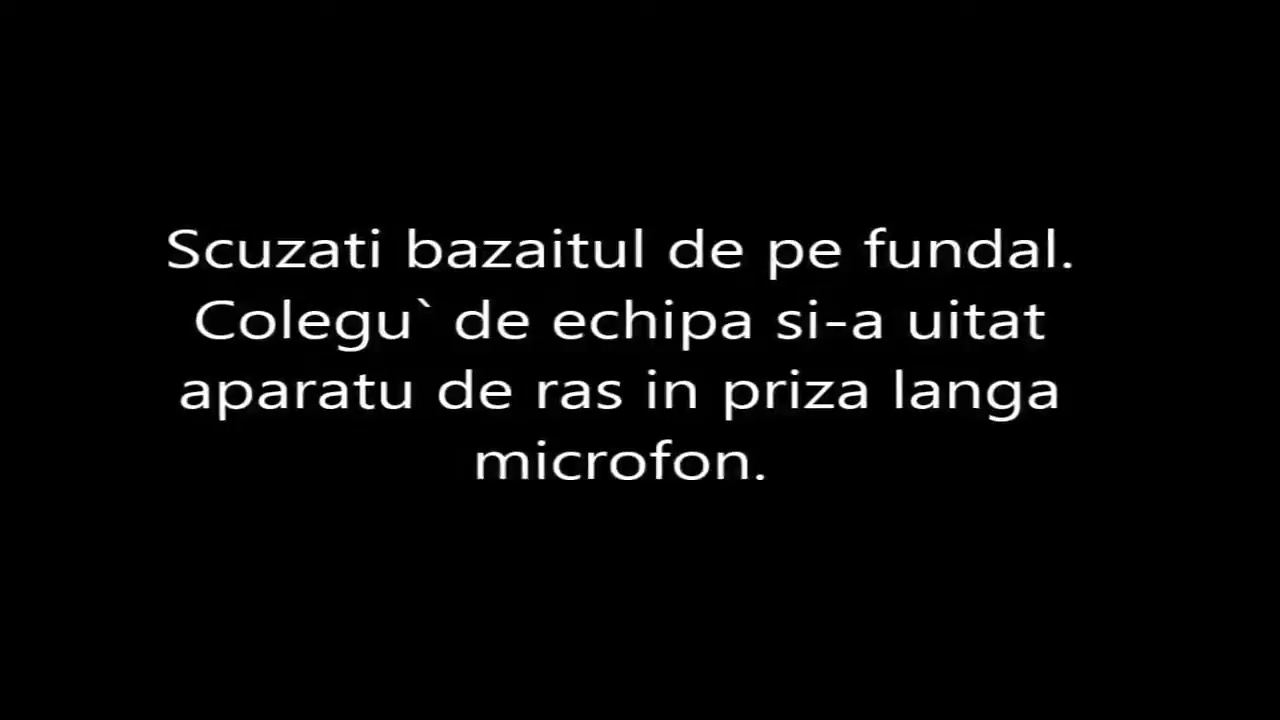 Scuzati bazaitul de pe fundal.
Colegu` de echipa si-a uitat
aparatu de ras in priza langa
microfon.